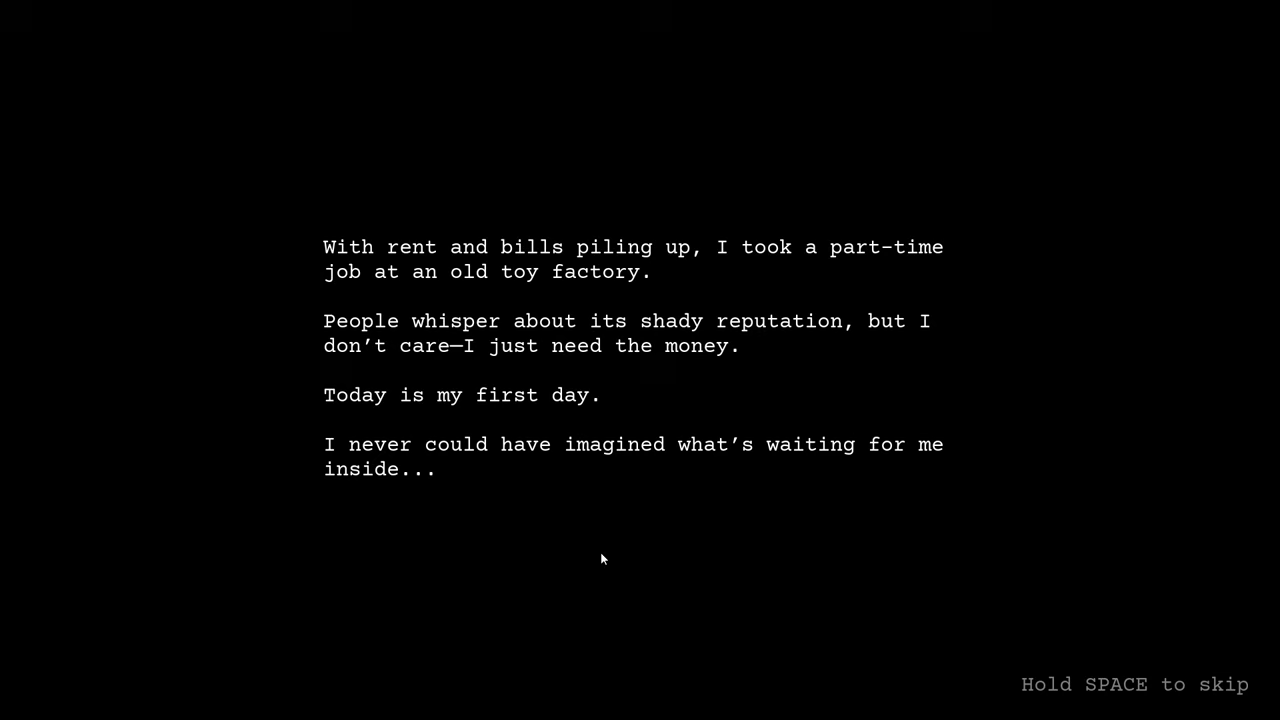 With rent and bills piling up, I took a part-time
job at an old toy factory.
People whisper about its shady reputation, but I
don’t care—I just need the money.
Today is my first day.
I never could have imagined what’s waiting for me
inside...
Hold SPACE to skip